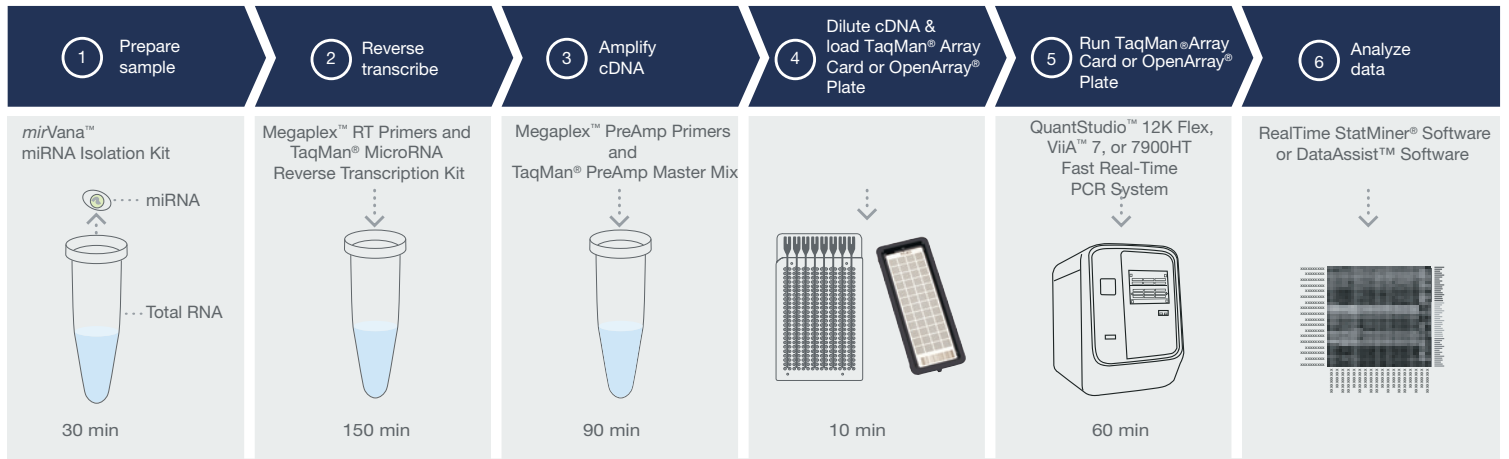 1
Prepare
sample
2
Reverse
transcribe
3
Amplify
cDNA
4
Dilute cDNA &
load TaqMan® Array
Card or OpenArray®
Plate
5
Run TaqMan®Array
Card or OpenArray®
Plate
6
Analyze
data
mirVana™
miRNA Isolation Kit
miRNA
Total RNA
30 min
Megaplex™ RT Primers and
TaqMan® MicroRNA
Reverse Transcription Kit
150 min
Megaplex™ PreAmp Primers
and
TaqMan® PreAmp Master Mix
90 min
10 min
QuantStudio™ 12K Flex,
ViiA™ 7, or 7900HT
Fast Real-Time
PCR System
60 min
RealTime StatMiner® Software
or DataAssist™ Software